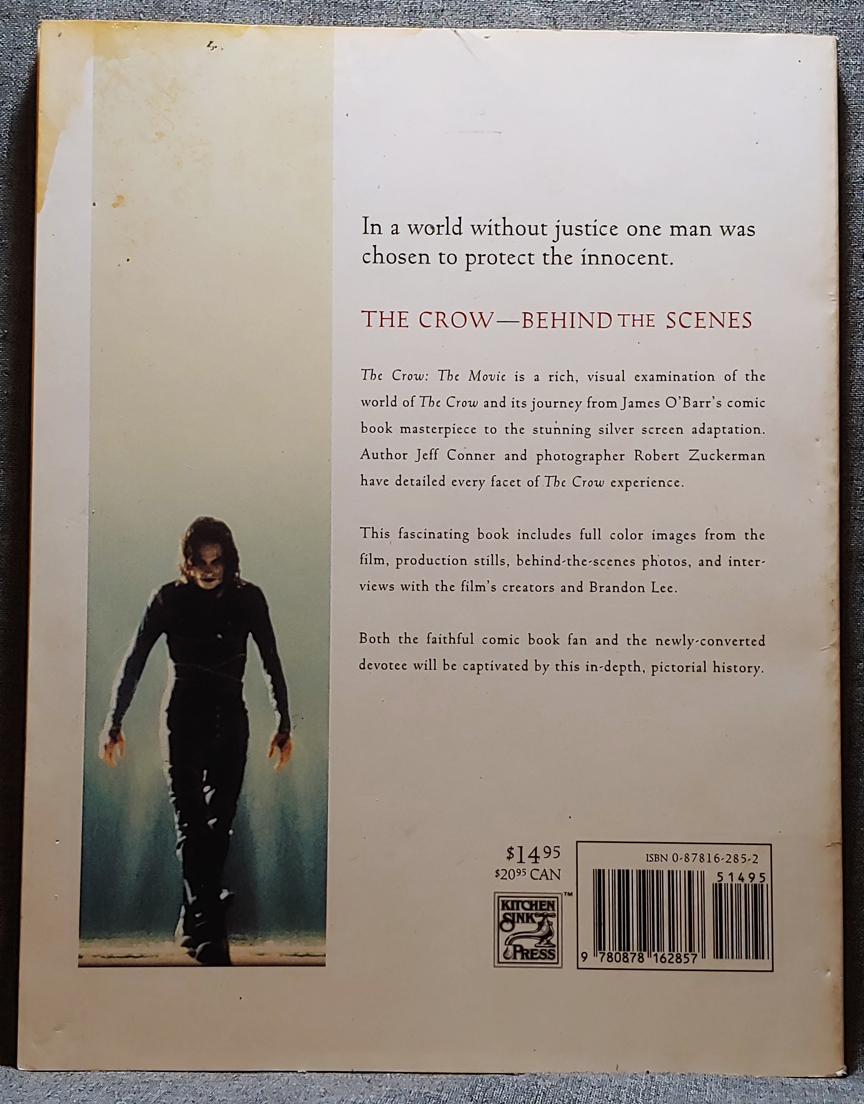 In a world without justice one man was
chosen to protect the innocent.
THE CROW—BEHIND THE SCENES
The Crow: The Movie is a rich, visual examination of the
world of The Crow and its journey from James O'Barr's comic
book masterpiece to the stunning silver screen adaptation.
Author Jeff Conner and photographer Robert Zuckerman
have detailed every facet of The Crow experience.
This fascinating book includes full color images from the
film, production stills, behind-the-scenes photos, and inter-
views with the film's creators and Brandon Lee.
Both the faithful comic book fan and the newly-converted
devotee will be captivated by this in-depth, pictorial history.
$1495
$2095 CAN
KITCHEN
SINK
PRESS
™
ISBN 0-87816-285-2
51495
9 780878 162857